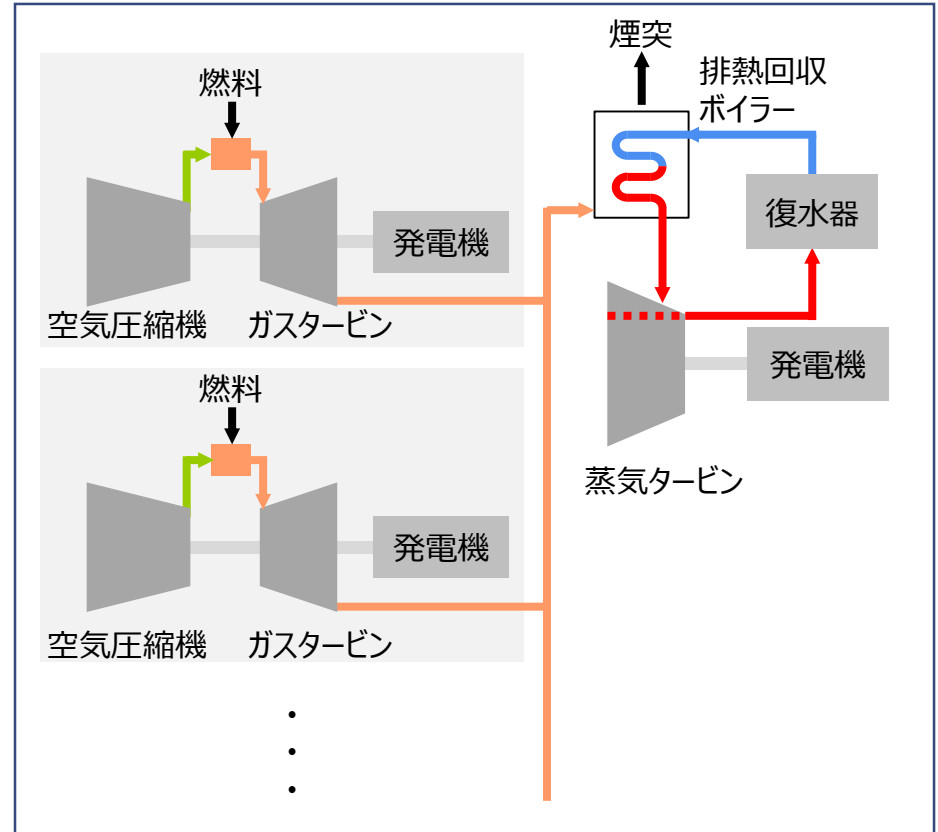 煙突
排熱回収
ボイラー
燃料
復水器
発電機
空気圧縮機
ガスタービン
発電機
燃料
蒸気タービン
発電機
空気圧縮機
ガスタービン
・
・
・